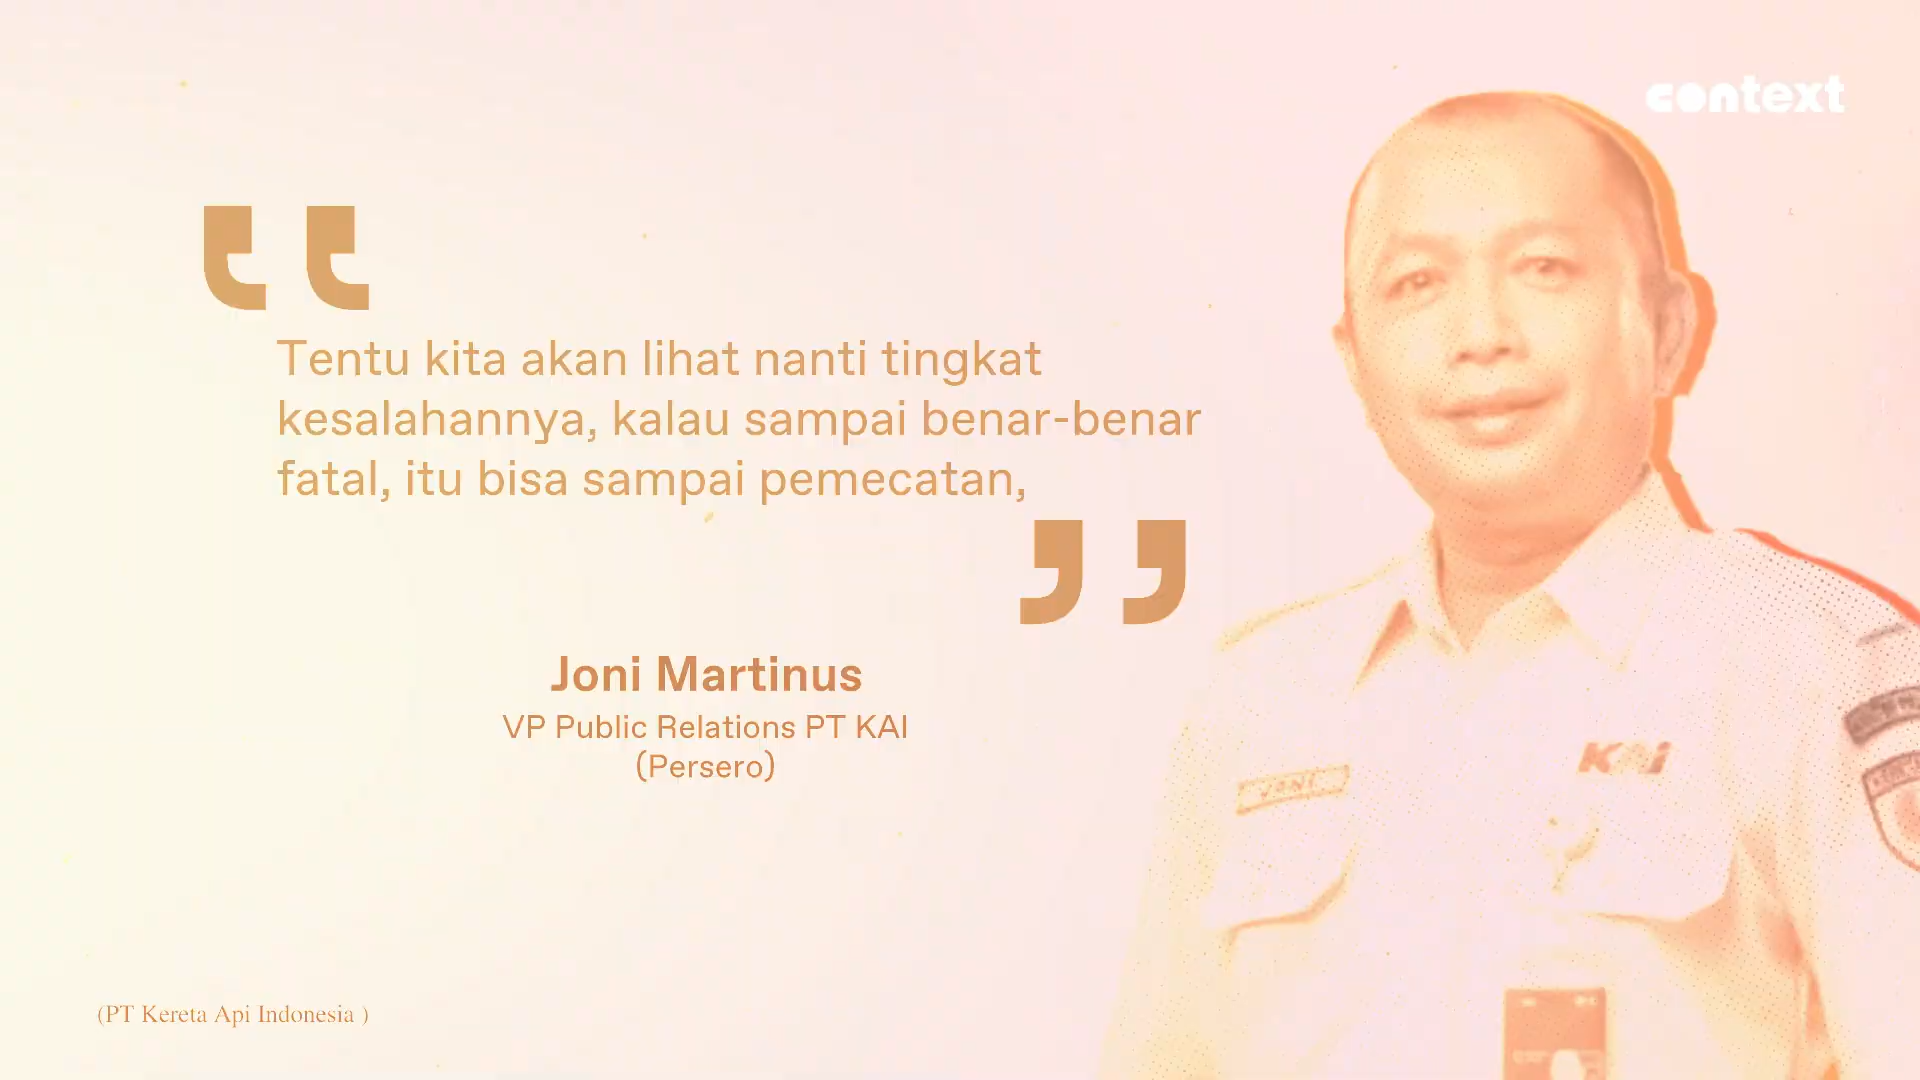 context
Tentu kita akan lihat nanti tingkat
kesalahannya, kalau sampai benar-benar
fatal, itu bisa sampai pemecatan,
Joni Martinus
VP Public Relations PT KAI
(Persero)
JONI
KAI
(PT Kereta Api Indonesia )